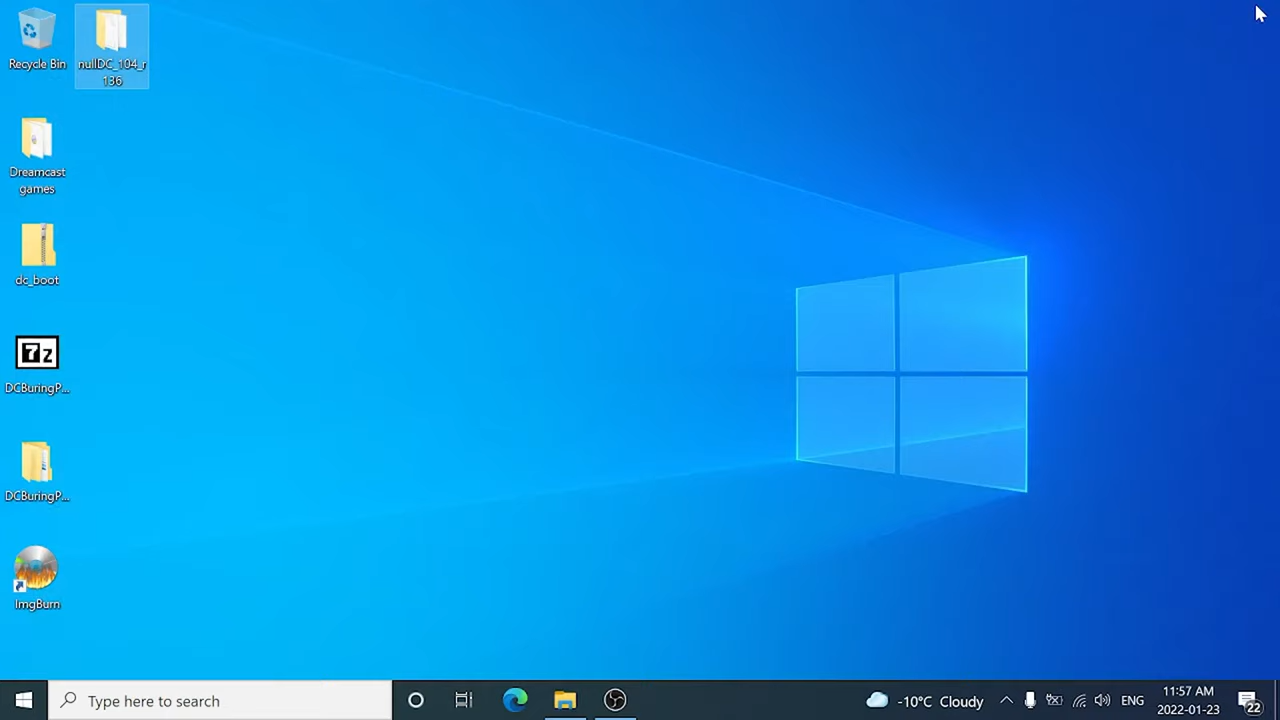 Recycle Bin
nullDC_104_r
136
Dreamcast
games
dc_boot
7z
DCBuringP...
DCBuringP...
ImgBurn
Type here to search
-10°C Cloudy
ENG
11:57 AM
2022-01-23
22